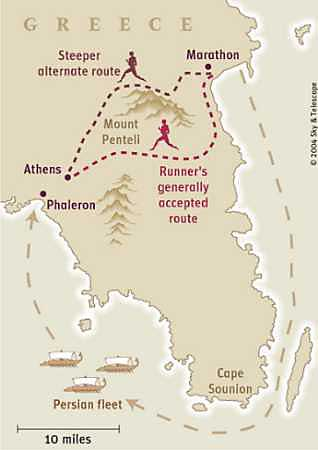 GREECE
Steeper
alternate route
Marathon
Mount
Penteli
Athens
Phaleron
Runner's
generally
accepted
route
© 2004 Sky & Telescope
Cape
Sounion
Persian fleet
10 miles